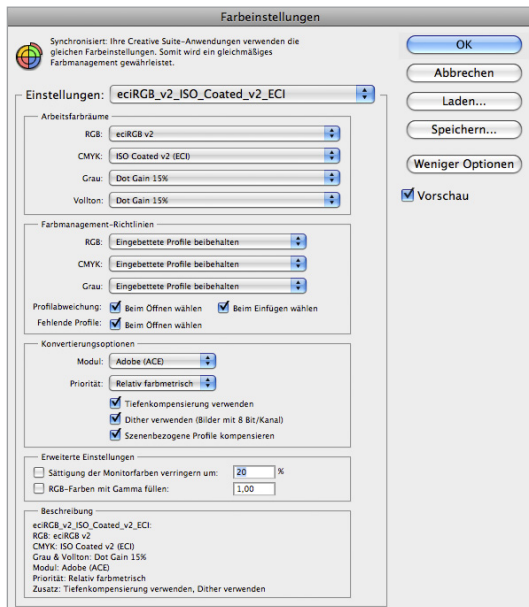 Farbeinstellungen
Synchronisiert: Ihre Creative Suite-Anwendungen verwenden die
gleichen Farbeinstellungen. Somit wird ein gleichmäßiges
Farbmanagement gewährleistet.
OK
Abbrechen
Laden...
Speichern...
Weniger Optionen
Vorschau
Einstellungen: eciRGB_v2_ISO_Coated_v2_ECI
Arbeitsfarbräume
RGB: eciRGB v2
CMYK: ISO Coated v2 (ECI)
Grau: Dot Gain 15%
Vollton: Dot Gain 15%
Farbmanagement-Richtlinien
RGB: Eingebettete Profile beibehalten
CMYK: Eingebettete Profile beibehalten
Grau: Eingebettete Profile beibehalten
Profilabweichung: Beim Öffnen wählen Beim Einfügen wählen
Fehlende Profile: Beim Öffnen wählen
Konvertierungsoptionen
Modul: Adobe (ACE)
Priorität: Relativ farbmetrisch
Tiefenkompensierung verwenden
Dither verwenden (Bilder mit 8 Bit/Kanal)
Szenenbezogene Profile kompensieren
Erweiterte Einstellungen
Sättigung der Monitorfarben verringern um: 20 %
RGB-Farben mit Gamma füllen: 1,00
Beschreibung
eciRGB_v2_ISO_Coated_v2_ECI:
RGB: eciRGB v2
CMYK: ISO Coated v2 (ECI)
Grau & Vollton: Dot Gain 15%
Modul: Adobe (ACE)
Priorität: Relativ farbmetrisch
Zusatz: Tiefenkompensierung verwenden, Dither verwenden